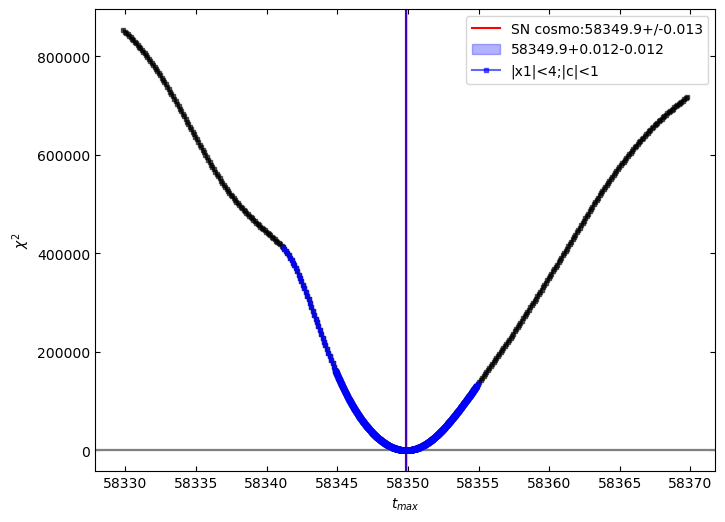 SN cosmo:58349.9+/-0.013
58349.9+0.012-0.012
|x1|<4;|c|<1
800000
600000
400000
200000
0
χ²
58330 58335 58340 58345 58350 58355 58360 58365 58370
t_max